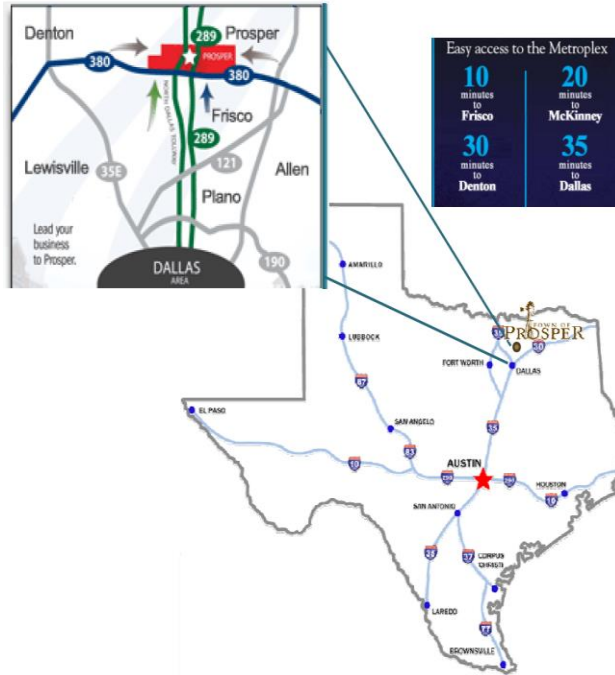 Denton
289
Prosper
PROSPER
380
380
NORTH DALLAS TOLLWAY
Frisco
289
Lewisville
35E
121
Allen
Plano
Lead your
business
to Prosper.
DALLAS
AREA
190
Easy access to the Metroplex
10
minutes
to
Frisco
20
minutes
to
McKinney
30
minutes
to
Denton
35
minutes
to
Dallas
AMARILLO
TOWN OF
PROSPER
35
30
LUBBOCK
FORT WORTH
DALLAS
87
EL PASO
SAN ANGELO
35
83
AUSTIN
10
290
HOUSTON
10
SAN ANTONIO
35
37
CORPUS
CHRISTI
LAREDO
77
BROWNSVILLE